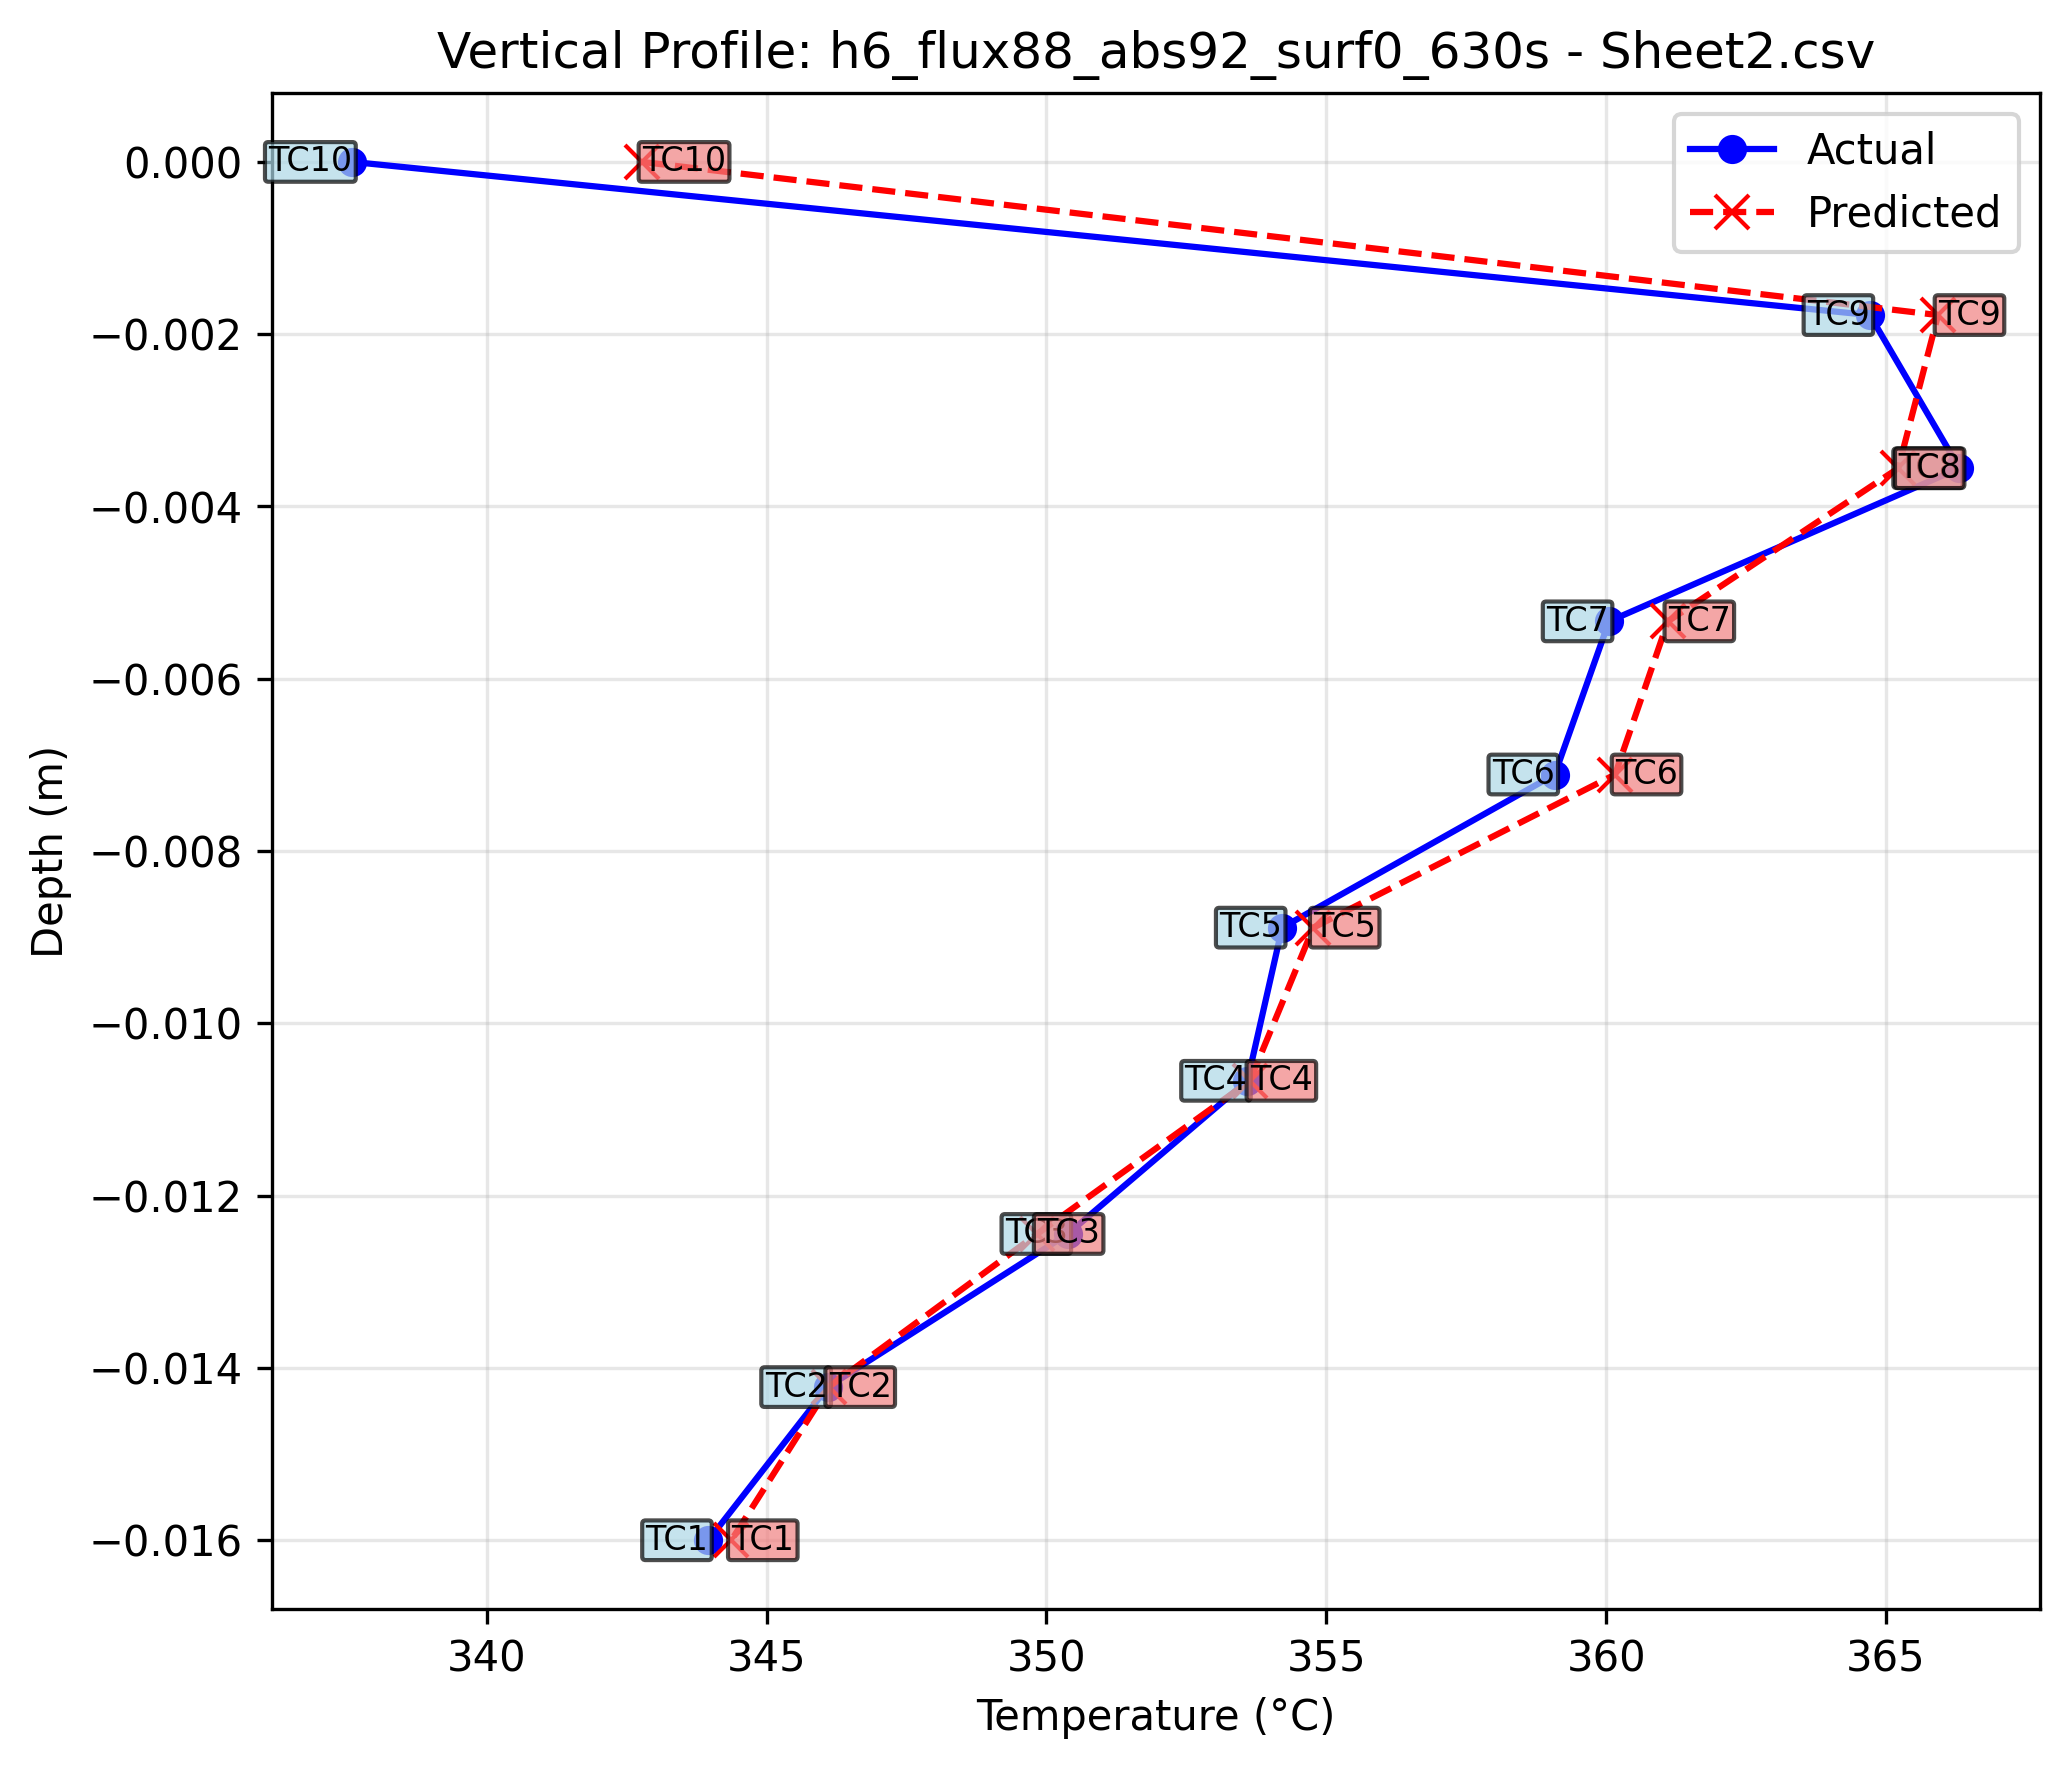 Vertical Profile: h6_flux88_abs92_surf0_630s - Sheet2.csv
Actual
Predicted
0.000
−0.002
−0.004
−0.006
−0.008
−0.010
−0.012
−0.014
−0.016
Depth (m)
TC10 TC10
TC9 TC9
TC8
TC7 TC7
TC6 TC6
TC5 TC5
TC4 TC4
TC3
TC2 TC2
TC1 TC1
340 345 350 355 360 365
Temperature (°C)